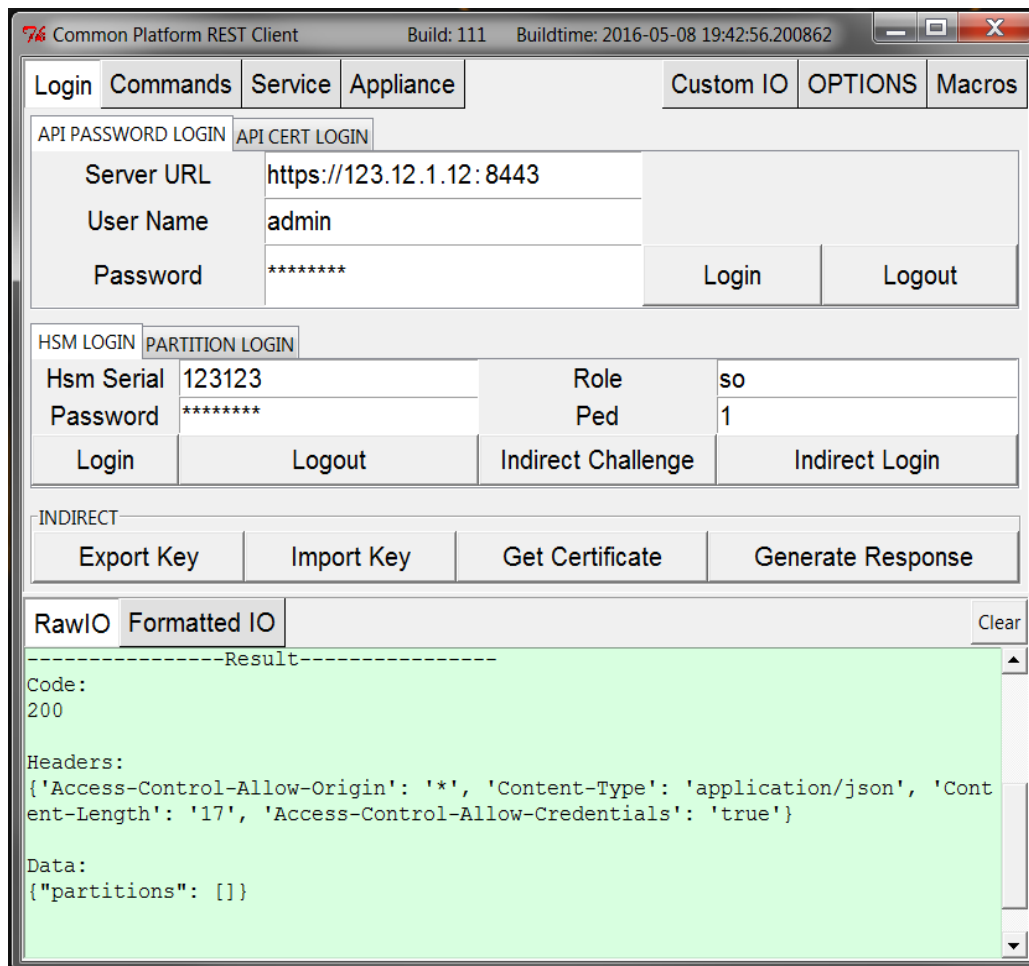 Common Platform REST Client Build: 111 Buildtime: 2016-05-08 19:42:56.200862
Login Commands Service Appliance Custom IO OPTIONS Macros
API PASSWORD LOGIN API CERT LOGIN
Server URL https://123.12.1.12:8443
User Name admin
Password ********
Login Logout
HSM LOGIN PARTITION LOGIN
Hsm Serial 123123 Role so
Password ******** Ped 1
Login Logout Indirect Challenge Indirect Login
INDIRECT
Export Key Import Key Get Certificate Generate Response
RawIO Formatted IO Clear
----------------Result----------------
Code:
200
Headers:
{'Access-Control-Allow-Origin': '*', 'Content-Type': 'application/json', 'Cont
ent-Length': '17', 'Access-Control-Allow-Credentials': 'true'}
Data:
{"partitions": []}